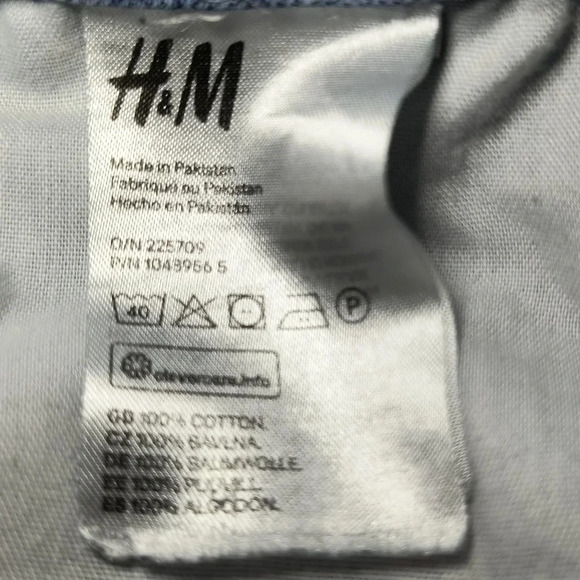 H&M
Made in Pakistan
Fabriqué au Pakistan
Hecho en Pakistán
O/N 225709
P/N 1043956 5
40
P
clevercare.info
GB 100% COTTON.
CZ 100% BAVLNA.
DE 100% BAUMWOLLE.
EE 100% PUUVILL.
ES 100% ALGODÓN.